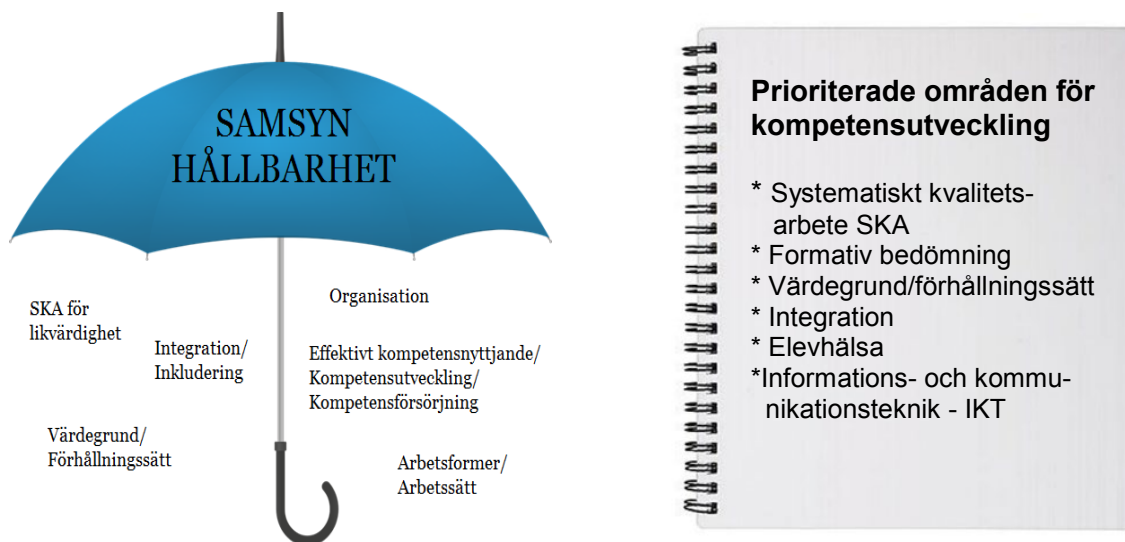 SAMSYN
HÅLLBARHET
SKA för
likvärdighet
Integration/
Inkludering
Värdegrund/
Förhållningssätt
Organisation
Effektivt kompetensnyttjande/
Kompetensutveckling/
Kompetensförsörjning
Arbetsformer/
Arbetssätt
Prioriterade områden för
kompetensutveckling
* Systematiskt kvalitets-
arbete SKA
* Formativ bedömning
* Värdegrund/förhållningssätt
* Integration
* Elevhälsa
*Informations- och kommu-
nikationsteknik - IKT